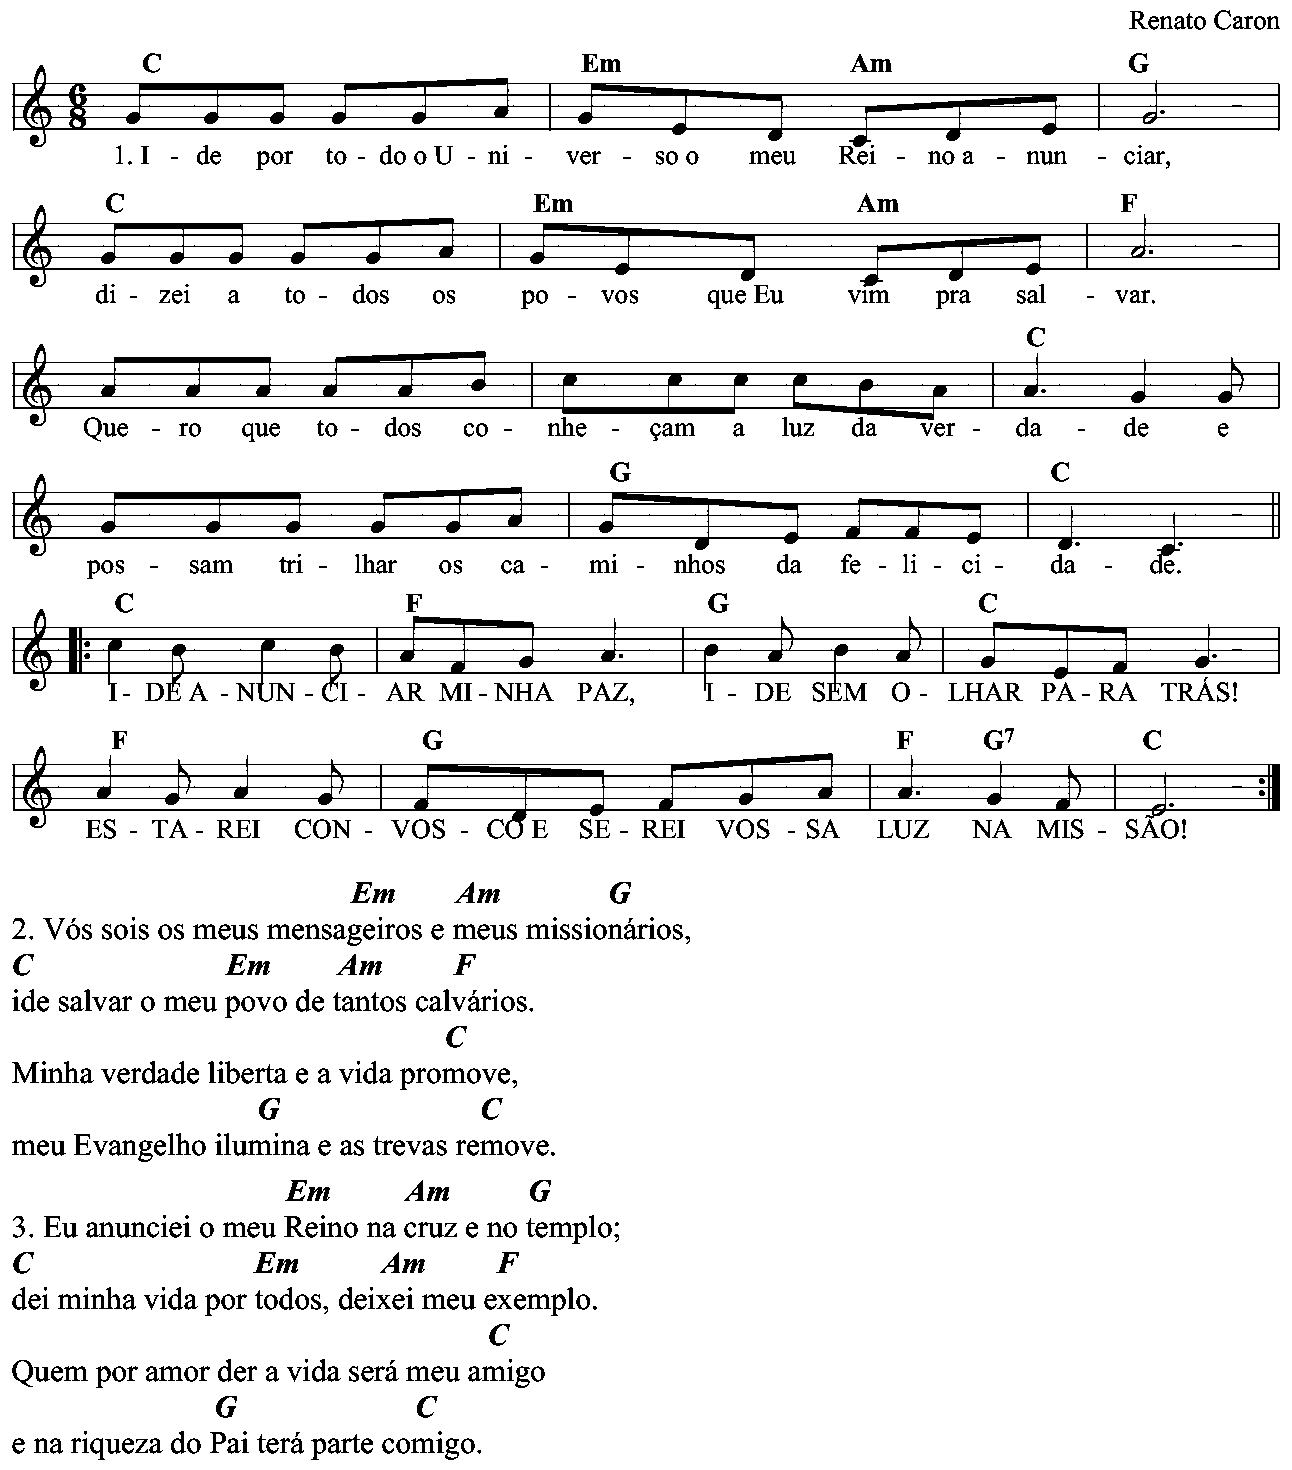 Renato Caron
C Em Am G
6
8
1. I - de por to - do o U - ni - ver - so o meu Rei - no a - nun - ciar,
C Em Am F
di - zei a to - dos os po - vos que Eu vim pra sal - var.
C
Que - ro que to - dos co - nhe - çam a luz da ver - da - de e
G C
pos - sam tri - lhar os ca - mi - nhos da fe - li - ci - da - de.
C F G C
I - DE A - NUN - CI - AR MI - NHA PAZ, I - DE SEM O - LHAR PA - RA TRÁS!
F G F G7 C
ES - TA - REI CON - VOS - CO E SE - REI VOS - SA LUZ NA MIS - SÃO!
Em Am G
2. Vós sois os meus mensageiros e meus missionários,
C Em Am F
ide salvar o meu povo de tantos calvários.
C
Minha verdade liberta e a vida promove,
G C
meu Evangelho ilumina e as trevas remove.
Em Am G
3. Eu anunciei o meu Reino na cruz e no templo;
C Em Am F
dei minha vida por todos, deixei meu exemplo.
C
Quem por amor der a vida será meu amigo
G C
e na riqueza do Pai terá parte comigo.